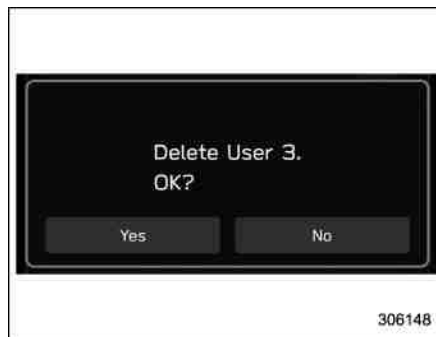 Delete User 3.
OK?
Yes No
306148